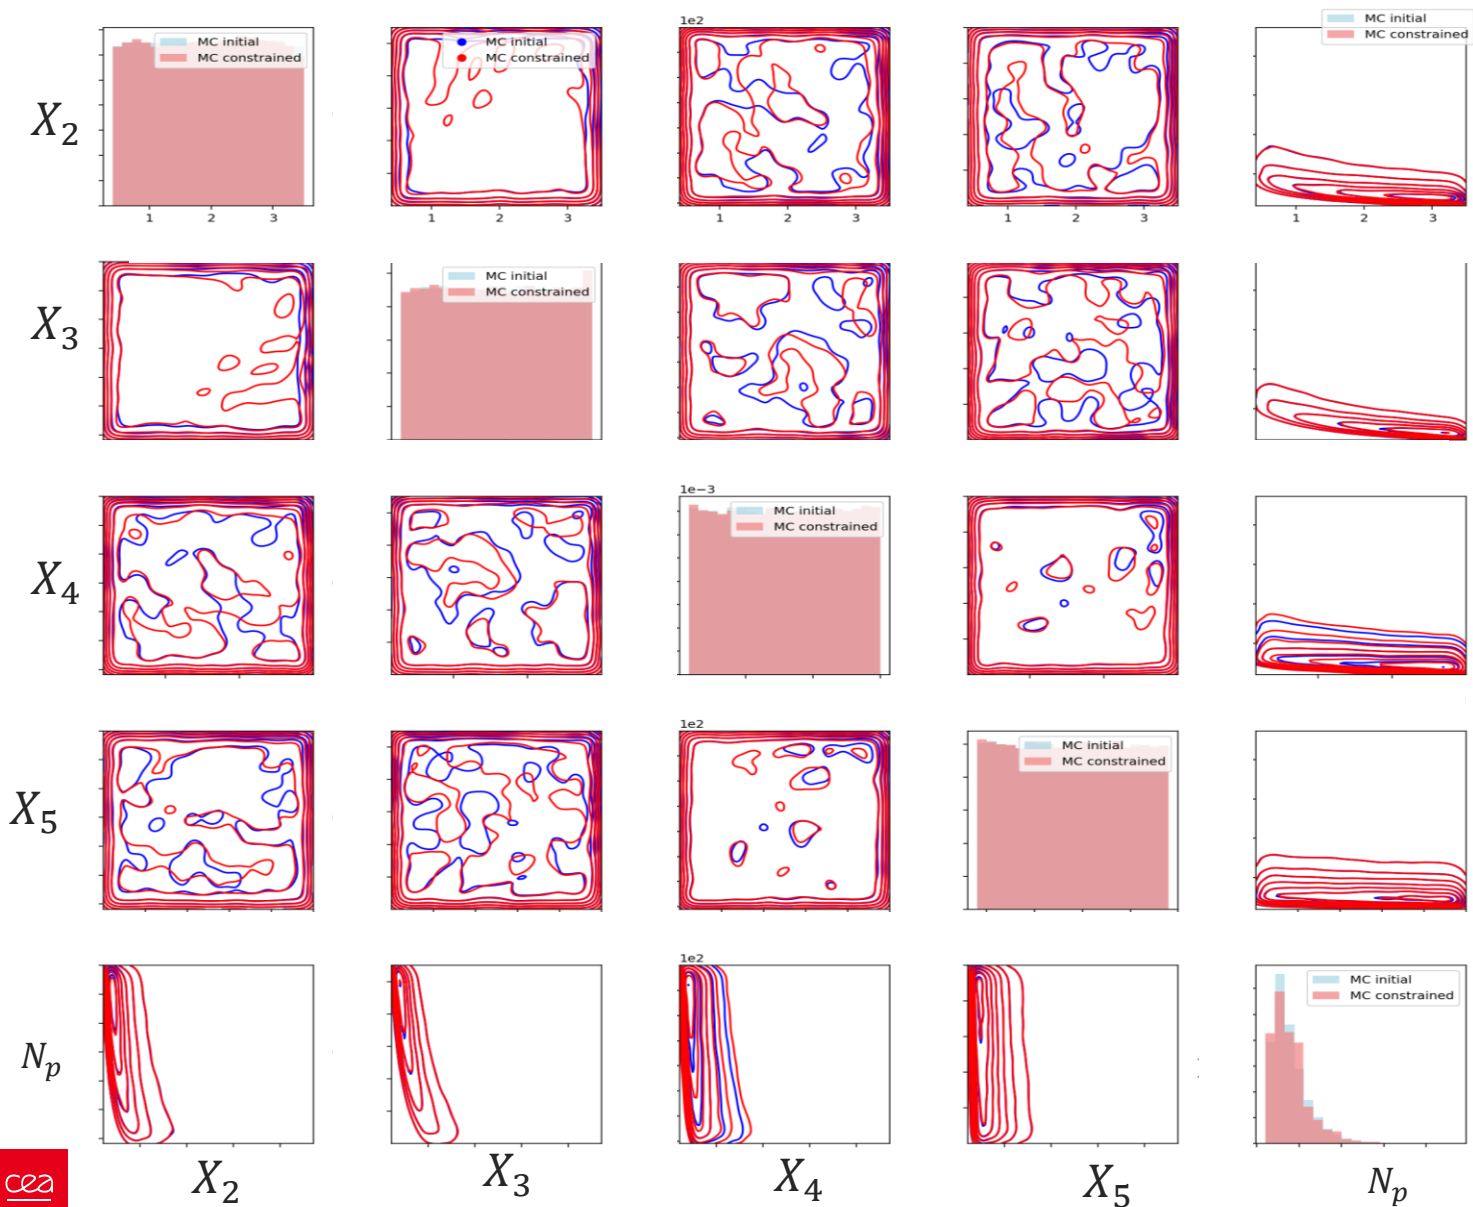 1e2
MC initial
MC constrained
MC initial
MC constrained
MC initial
MC constrained
X₂
1 2 3
1 2 3
1 2 3
1 2 3
1 2 3
MC initial
MC constrained
X₃
1e−3
MC initial
MC constrained
X₄
1e2
MC initial
MC constrained
X₅
1e2
MC initial
MC constrained
Nₚ
cea
X₂ X₃ X₄ X₅ Nₚ